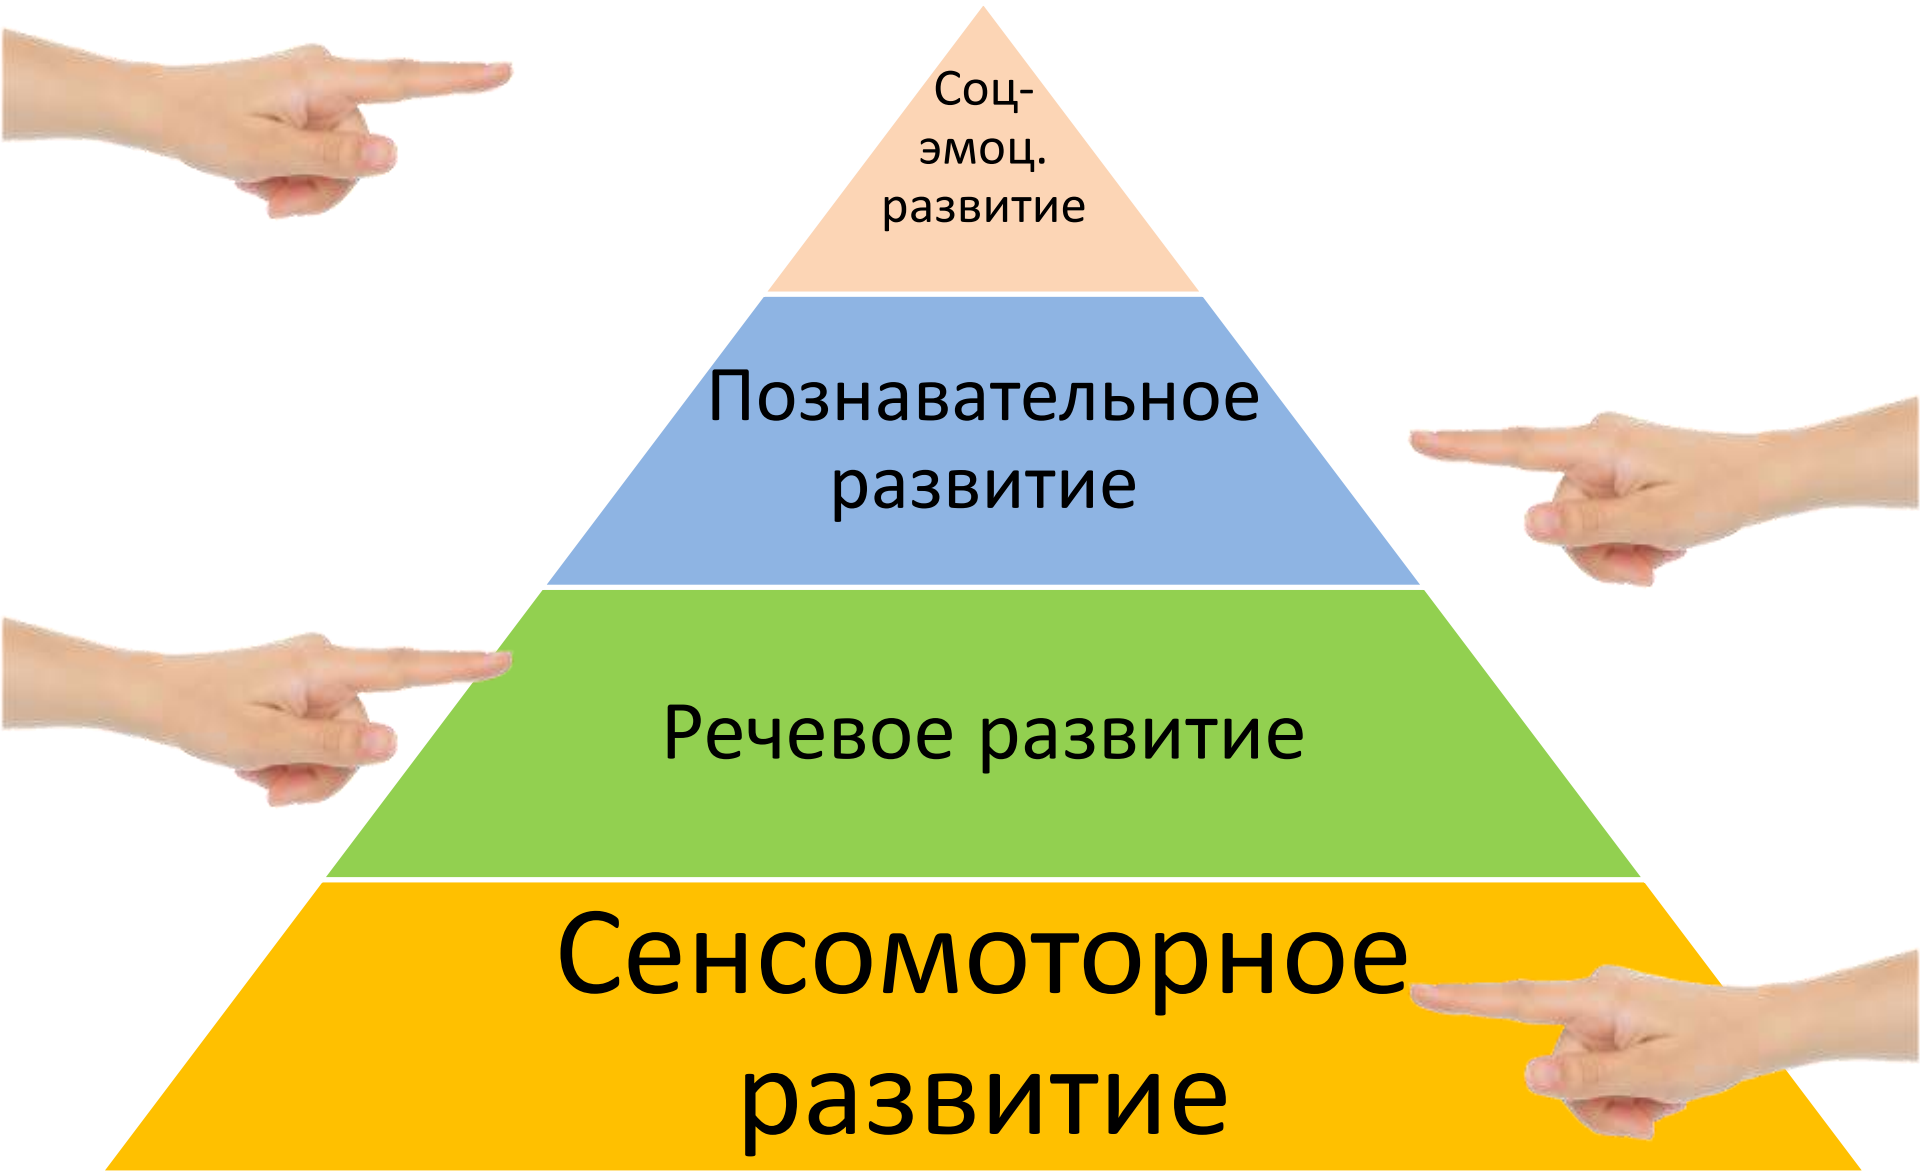 Соц-
эмоц.
развитие
Познавательное
развитие
Речевое развитие
Сенсомоторное
развитие